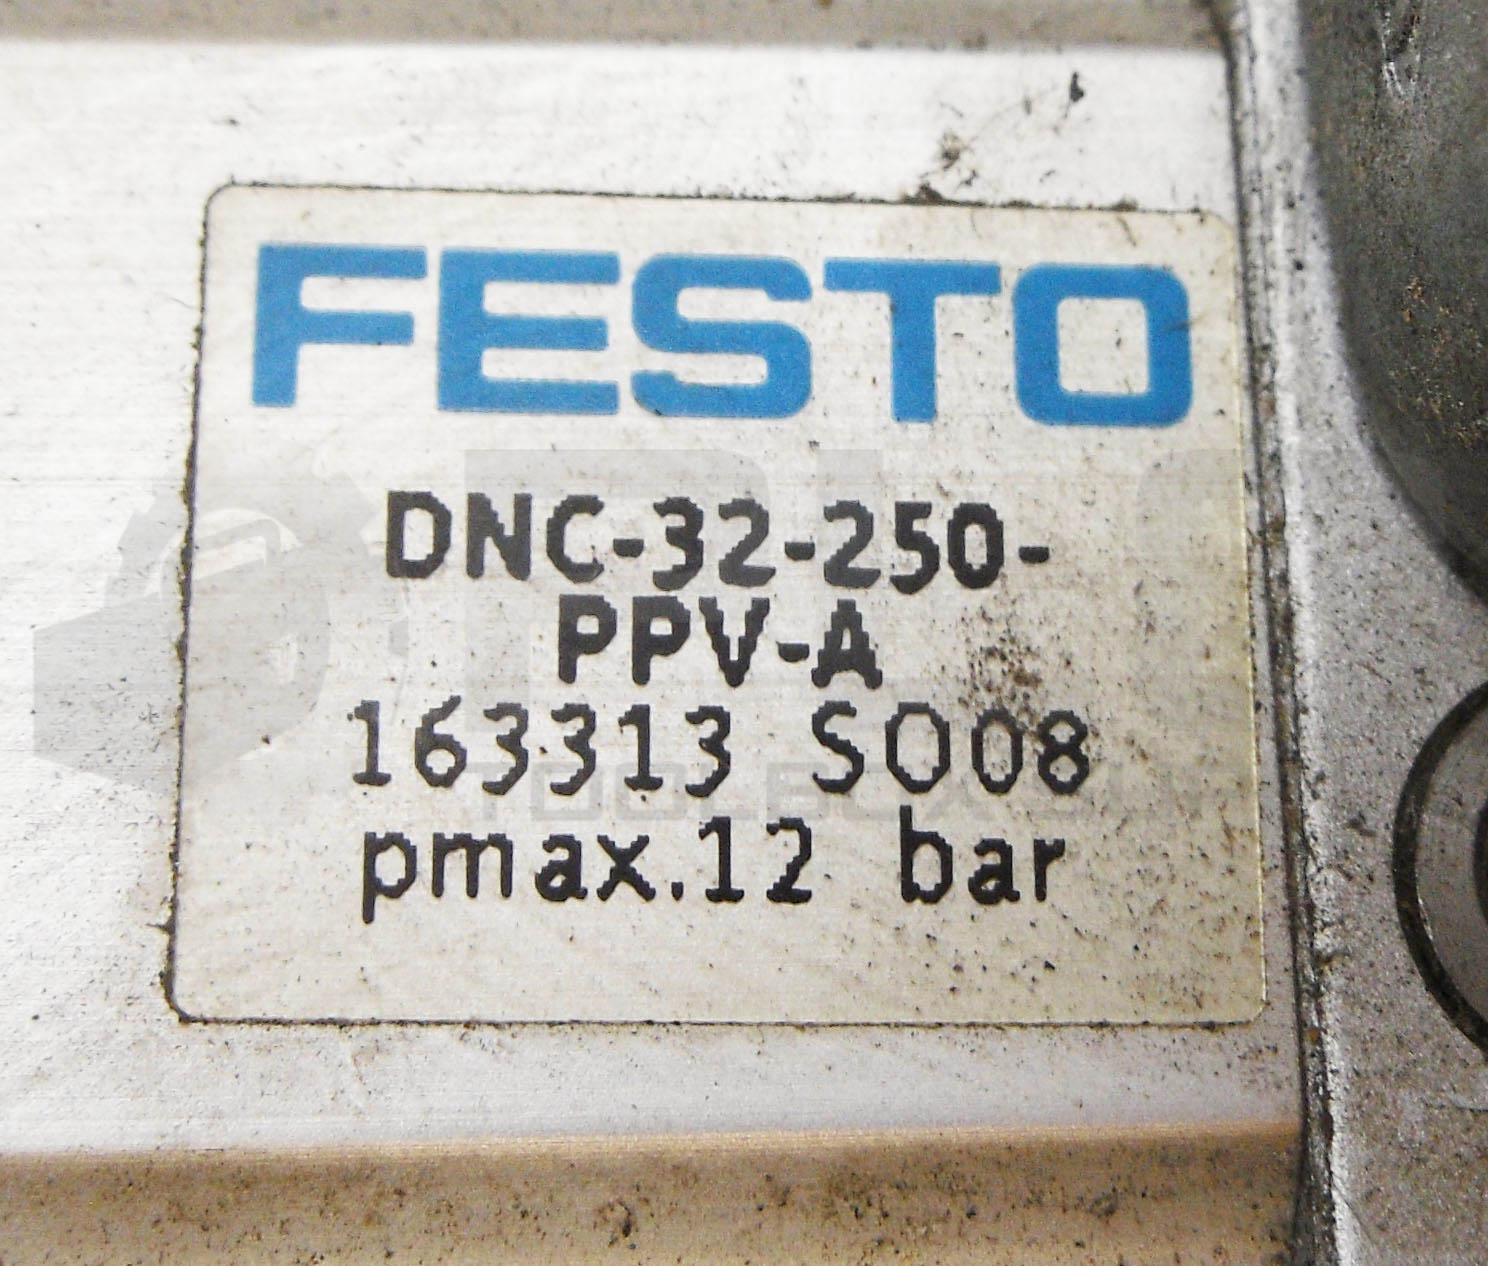 FESTO
DNC-32-250-
PPV-A
163313 SO08
pmax.12 bar